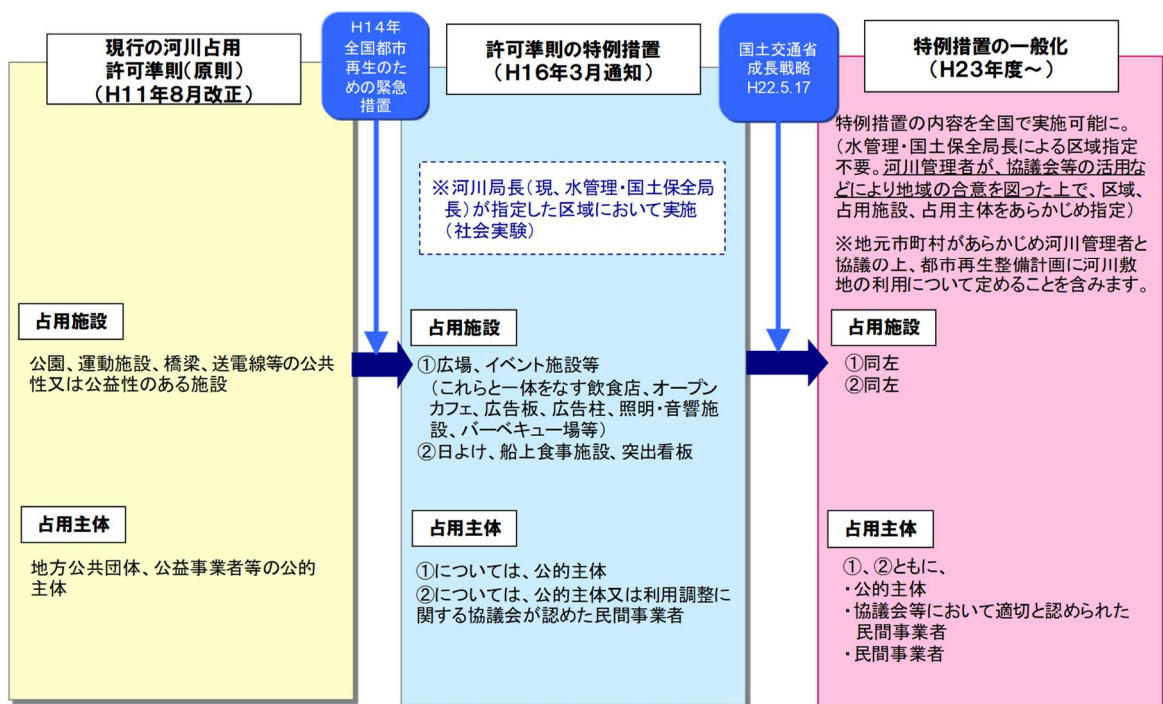 現行の河川占用
許可準則(原則)
(H11年8月改正)
占用施設
公園、運動施設、橋梁、送電線等の公共
性又は公益性のある施設
占用主体
地方公共団体、公益事業者等の公的
主体
H14年
全国都市
再生のた
めの緊急
措置
許可準則の特例措置
(H16年3月通知)
※河川局長(現、水管理・国土保全局
長)が指定した区域において実施
(社会実験)
占用施設
①広場、イベント施設等
(これらと一体をなす飲食店、オープン
カフェ、広告板、広告柱、照明・音響施
設、バーベキュー場等)
②日よけ、船上食事施設、突出看板
占用主体
①については、公的主体
②については、公的主体又は利用調整に
関する協議会が認めた民間事業者
国土交通省
成長戦略
H22.5.17
特例措置の一般化
(H23年度~)
特例措置の内容を全国で実施可能に。
(水管理・国土保全局長による区域指定
不要。河川管理者が、協議会等の活用な
どにより地域の合意を図った上で、区域、
占用施設、占用主体をあらかじめ指定)
※地元市町村があらかじめ河川管理者と
協議の上、都市再生整備計画に河川敷
地の利用について定めることを含みます。
占用施設
①同左
②同左
占用主体
①、②ともに、
・公的主体
・協議会等において適切と認められた
民間事業者
・民間事業者